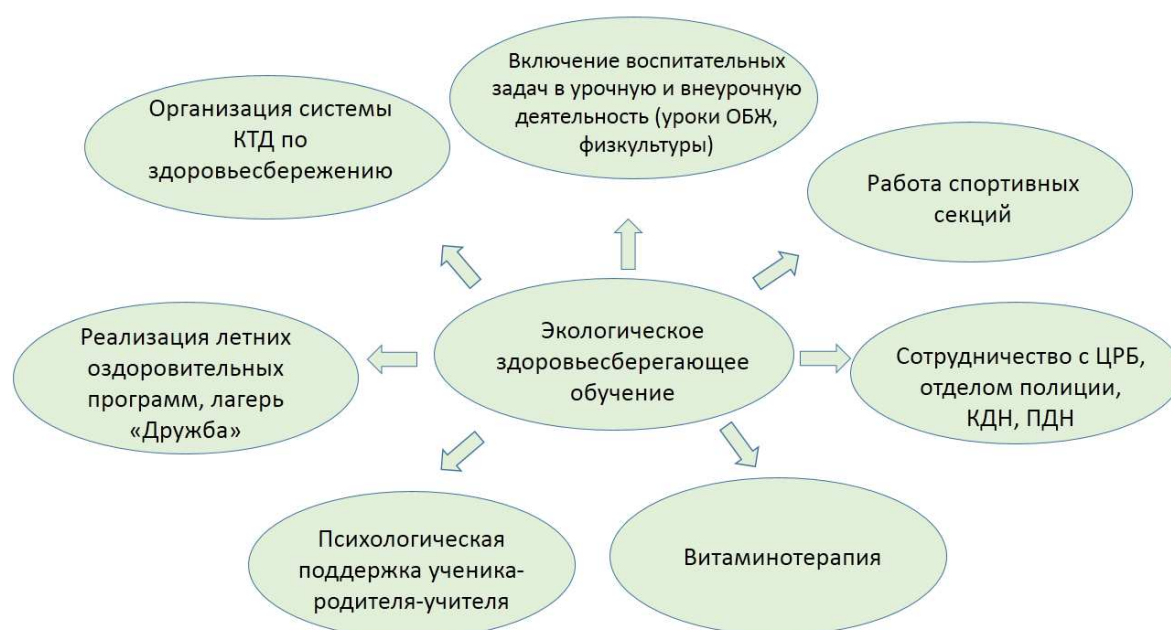 Включение воспитательных
задач в урочную и внеурочную
деятельность (уроки ОБЖ,
физкультуры)
Организация системы
КТД по
здоровьесбережению
Работа спортивных
секций
Экологическое
здоровьесберегающее
обучение
Реализация летних
оздоровительных
программ, лагерь
«Дружба»
Сотрудничество с ЦРБ,
отделом полиции,
КДН, ПДН
Психологическая
поддержка ученика-
родителя-учителя
Витаминотерапия